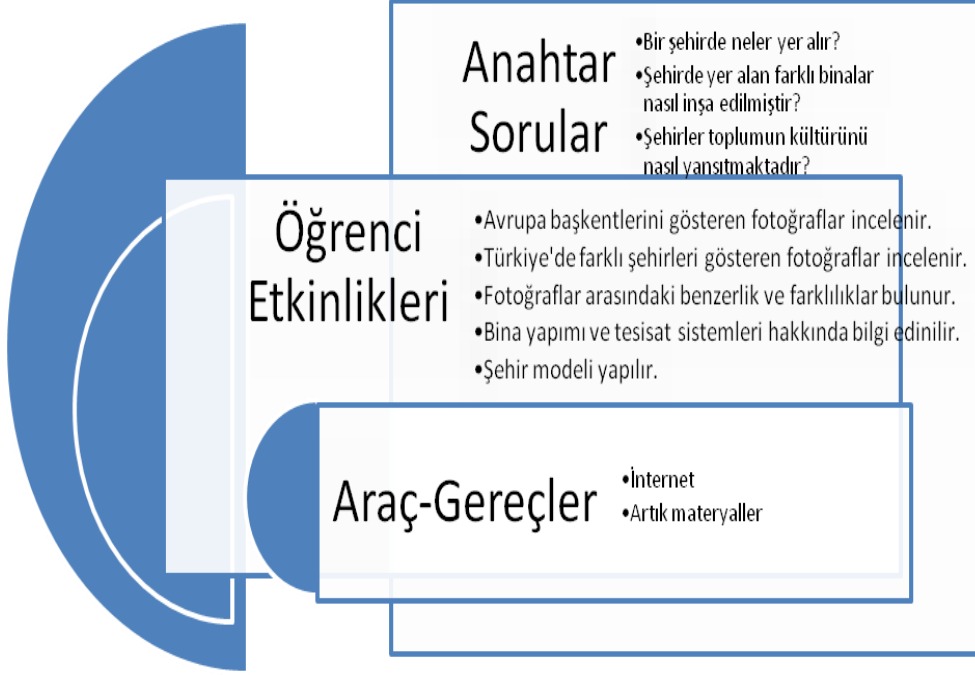 Anahtar
Sorular
•Bir şehirde neler yer alır?
•Şehirde yer alan farklı binalar
nasıl inşa edilmiştir?
•Şehirler toplumun kültürünü
nasıl yansıtmaktadır?
Öğrenci
Etkinlikleri
•Avrupa başkentlerini gösteren fotoğraflar incelenir.
•Türkiye'de farklı şehirleri gösteren fotoğraflar incelenir.
•Fotoğraflar arasındaki benzerlik ve farklılıklar bulunur.
•Bina yapımı ve tesisat sistemleri hakkında bilgi edinilir.
•Şehir modeli yapılır.
Araç-Gereçler
•İnternet
•Artık materyaller